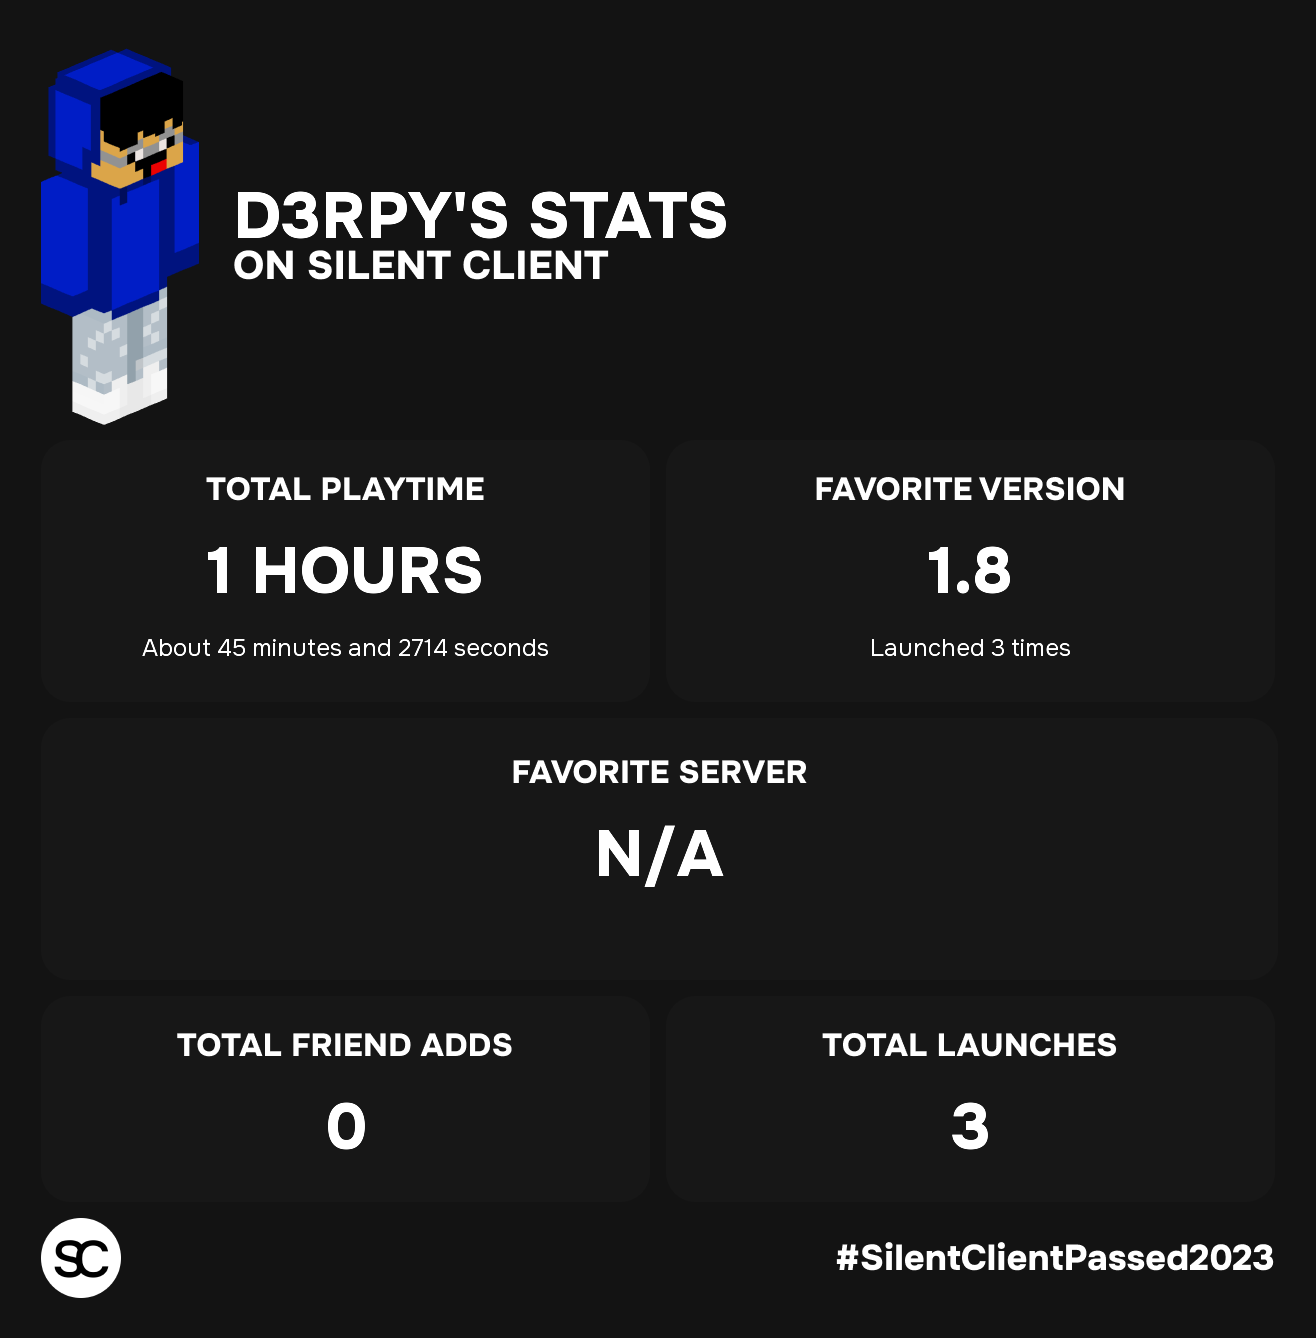 D3RPY'S STATS
ON SILENT CLIENT
TOTAL PLAYTIME
1 HOURS
About 45 minutes and 2714 seconds
FAVORITE VERSION
1.8
Launched 3 times
FAVORITE SERVER
N/A
TOTAL FRIEND ADDS
0
TOTAL LAUNCHES
3
SC
#SilentClientPassed2023